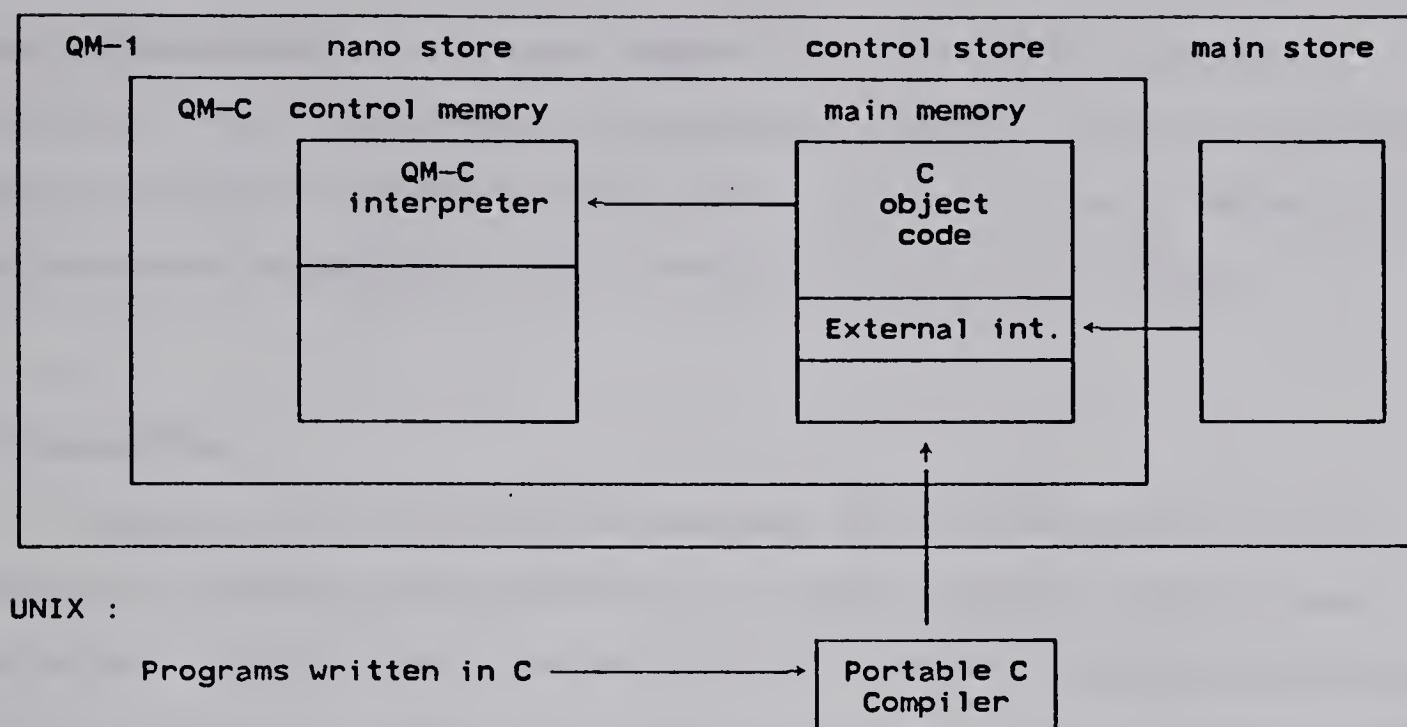 QM-1 nano store control store main store
QM-C control memory main memory
QM-C
interpreter
C
object
code
External int.
UNIX :
Programs written in C
Portable C
Compiler